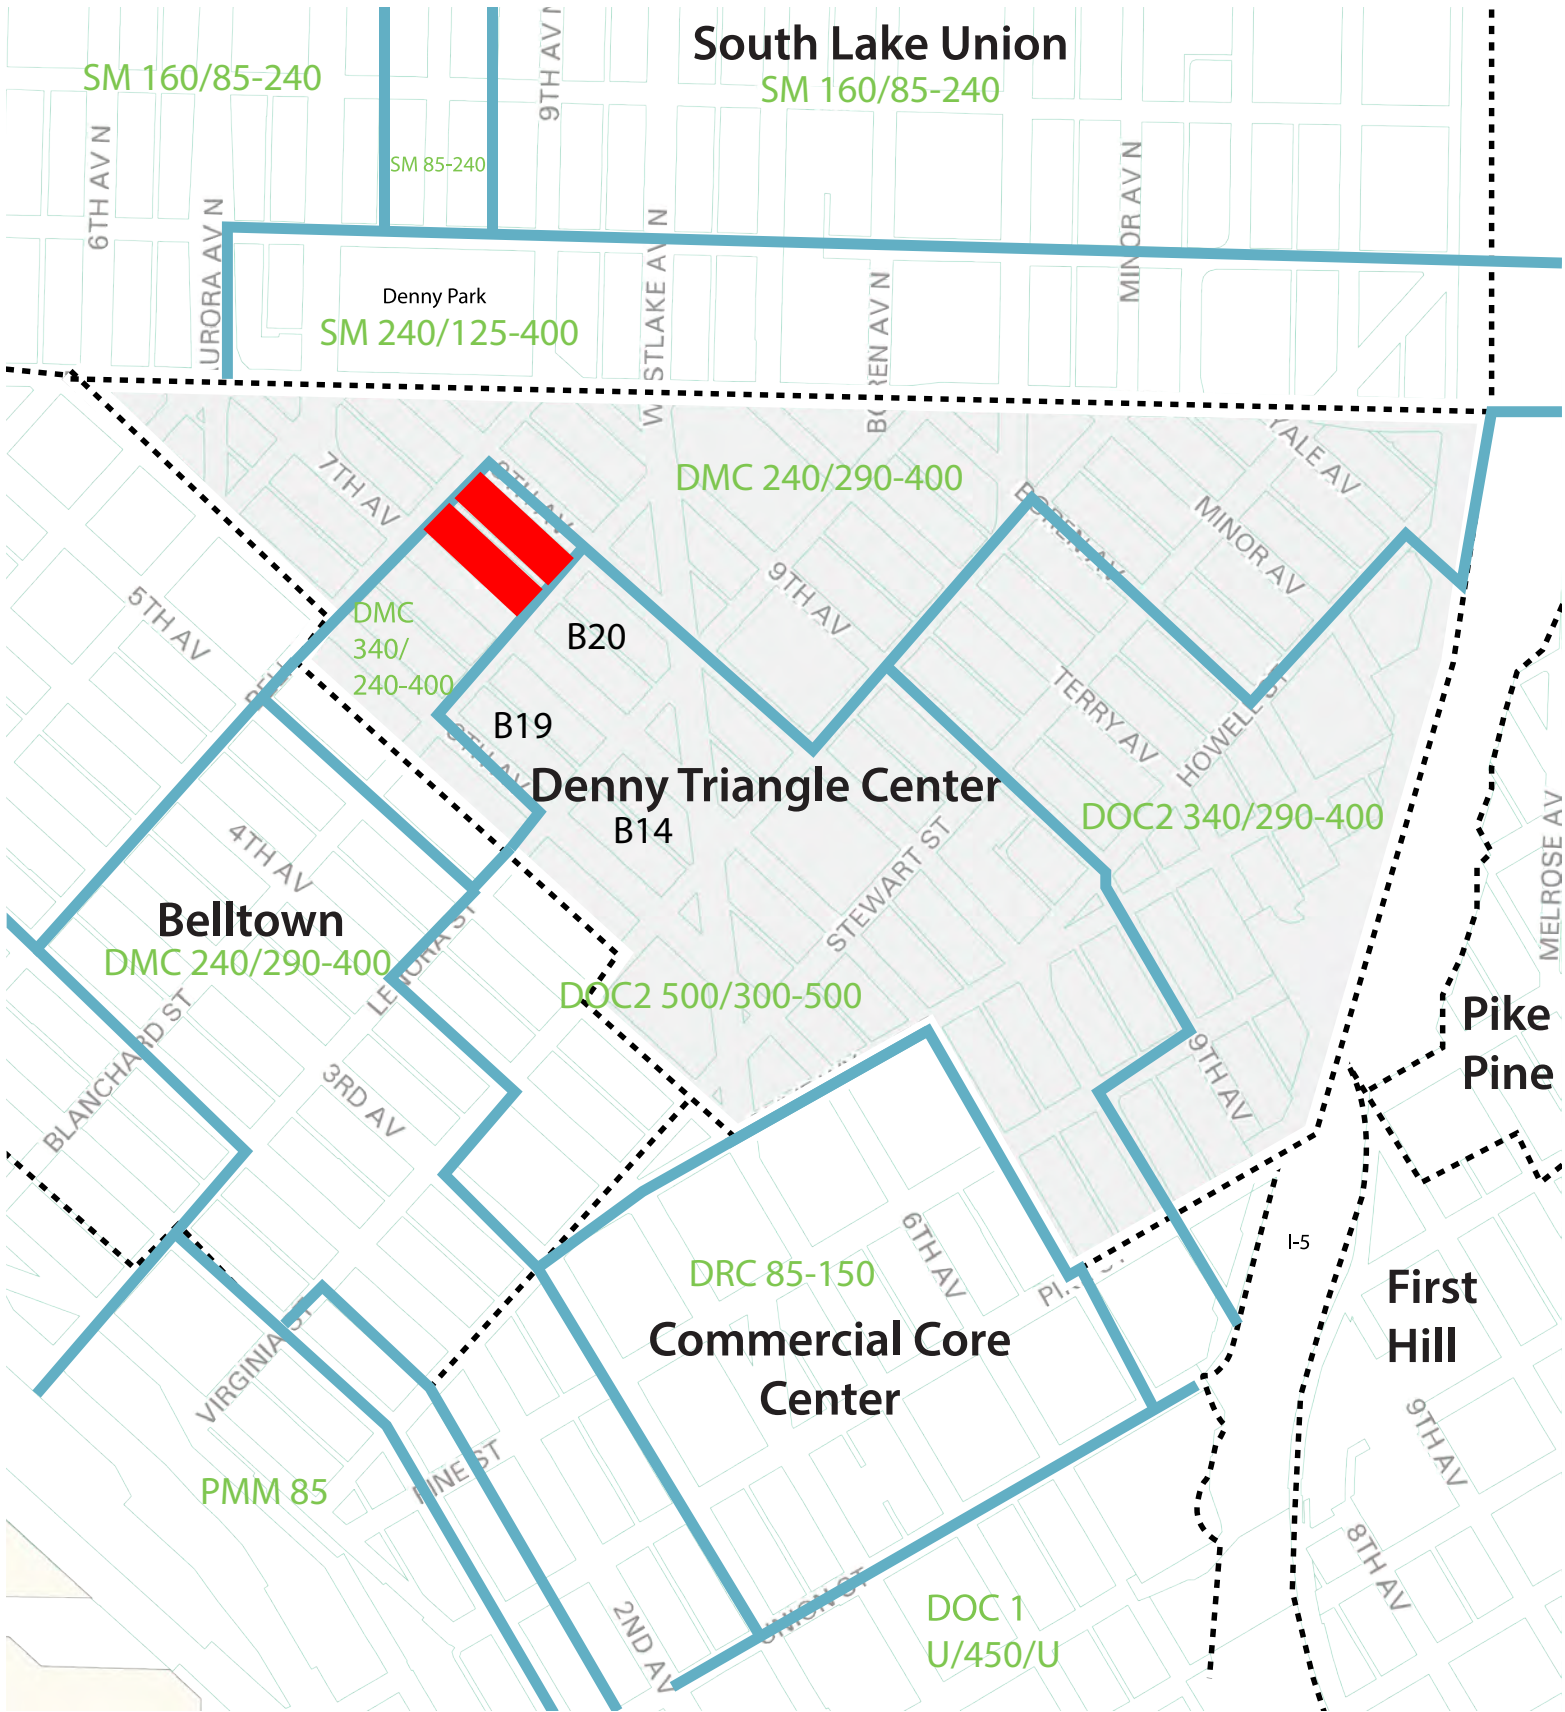 South Lake Union
SM 160/85-240
SM 160/85-240
9TH AV N
6TH AV N
SM 85-240
MINOR AV N
Denny Park
SM 240/125-400
DMC 240/290-400
7TH AV
9TH AV
YALE AV
MINOR AV
BOREN AV
5TH AV
DMC
340/
240-400
B20
B19
TERRY AV
HOWELL ST
Denny Triangle Center
B14
DOC2 340/290-400
4TH AV
STEWART ST
MELROSE AV
Belltown
DMC 240/290-400
LENORA ST
DOC2 500/300-500
BLANCHARD ST
3RD AV
9TH AV
Pike
Pine
6TH AV
I-5
DRC 85-150
First
Hill
Commercial Core
Center
VIRGINIA ST
9TH AV
PMM 85
8TH AV
2ND AV
UNION ST
DOC 1
U/450/U